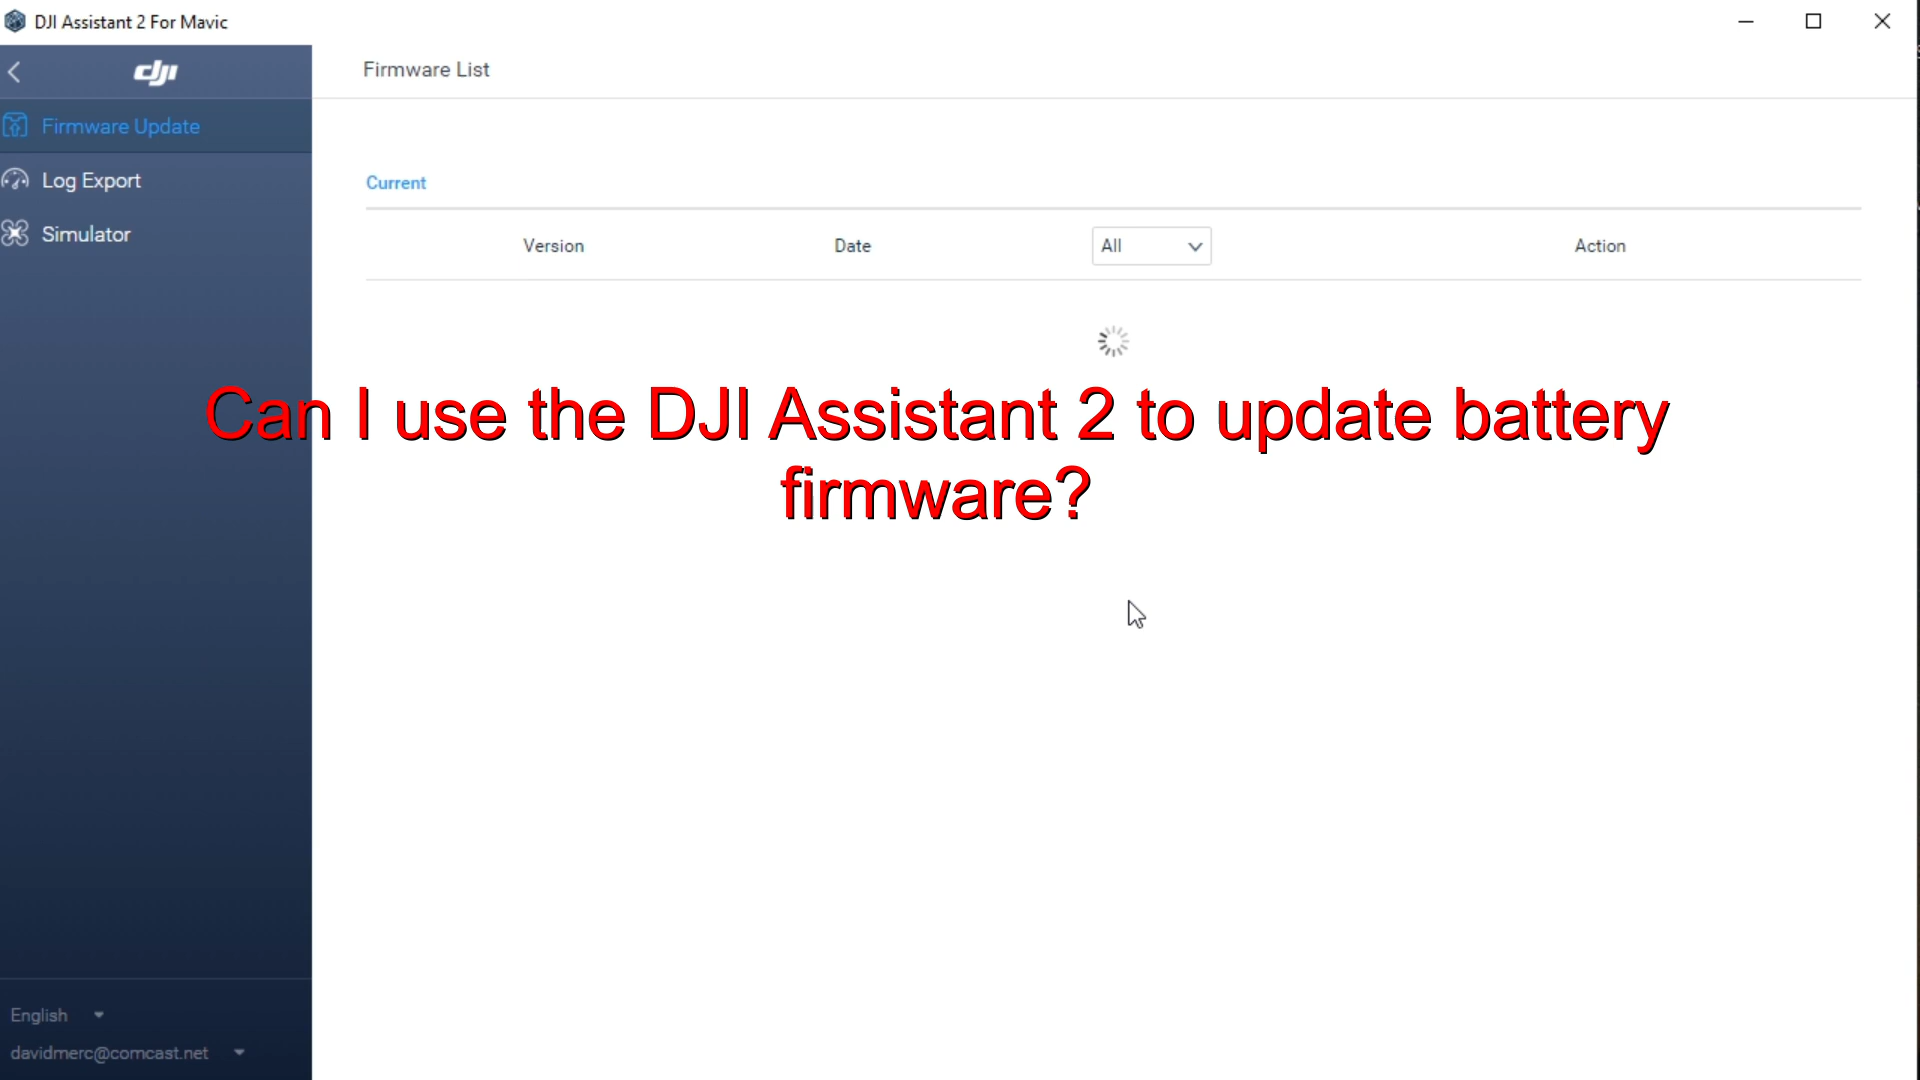 DJI Assistant 2 For Mavic
dji
Firmware List
Firmware Update
Log Export
Simulator
Current
Version Date All Action
Can I use the DJI Assistant 2 to update battery
firmware?
English
davidmerc@comcast.net